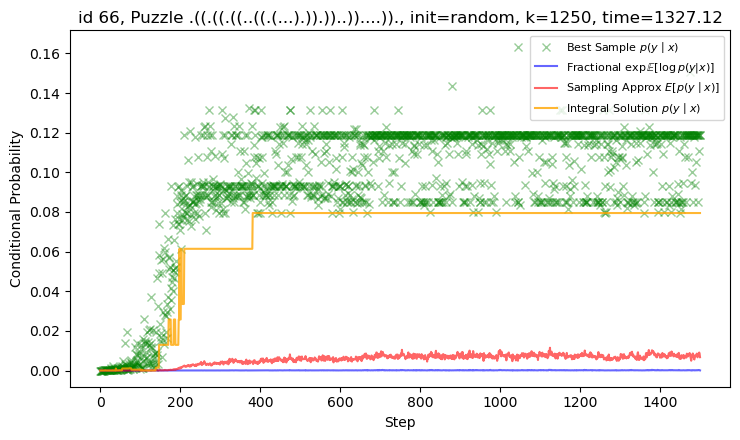 id 66, Puzzle .((.((.((..((.(...).)).))..))....))., init=random, k=1250, time=1327.12
Best Sample p(y | x)
Fractional exp𝔼[log p(y|x)]
Sampling Approx E[p(y | x)]
Integral Solution p(y | x)
Conditional Probability
0.16
0.14
0.12
0.10
0.08
0.06
0.04
0.02
0.00
0 200 400 600 800 1000 1200 1400
Step